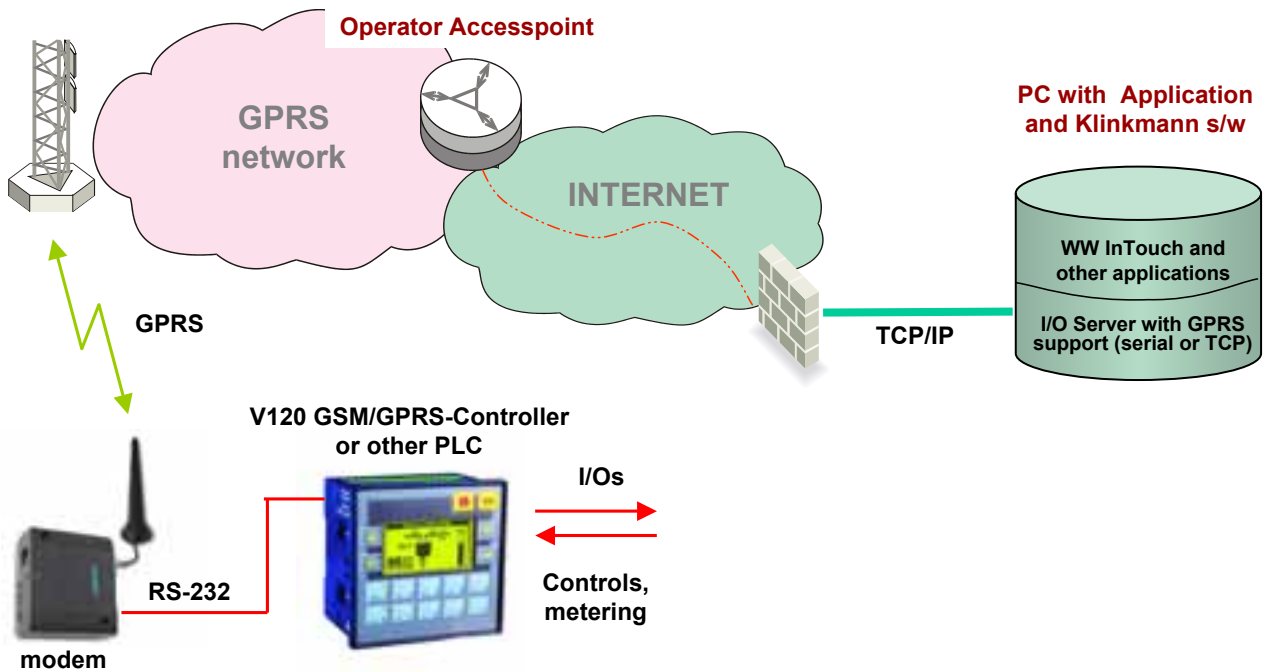 Operator Accesspoint
GPRS
network
INTERNET
PC with Application
and Klinkmann s/w
WW InTouch and
other applications
I/O Server with GPRS
support (serial or TCP)
TCP/IP
GPRS
V120 GSM/GPRS-Controller
or other PLC
I/Os
Controls,
metering
RS-232
modem